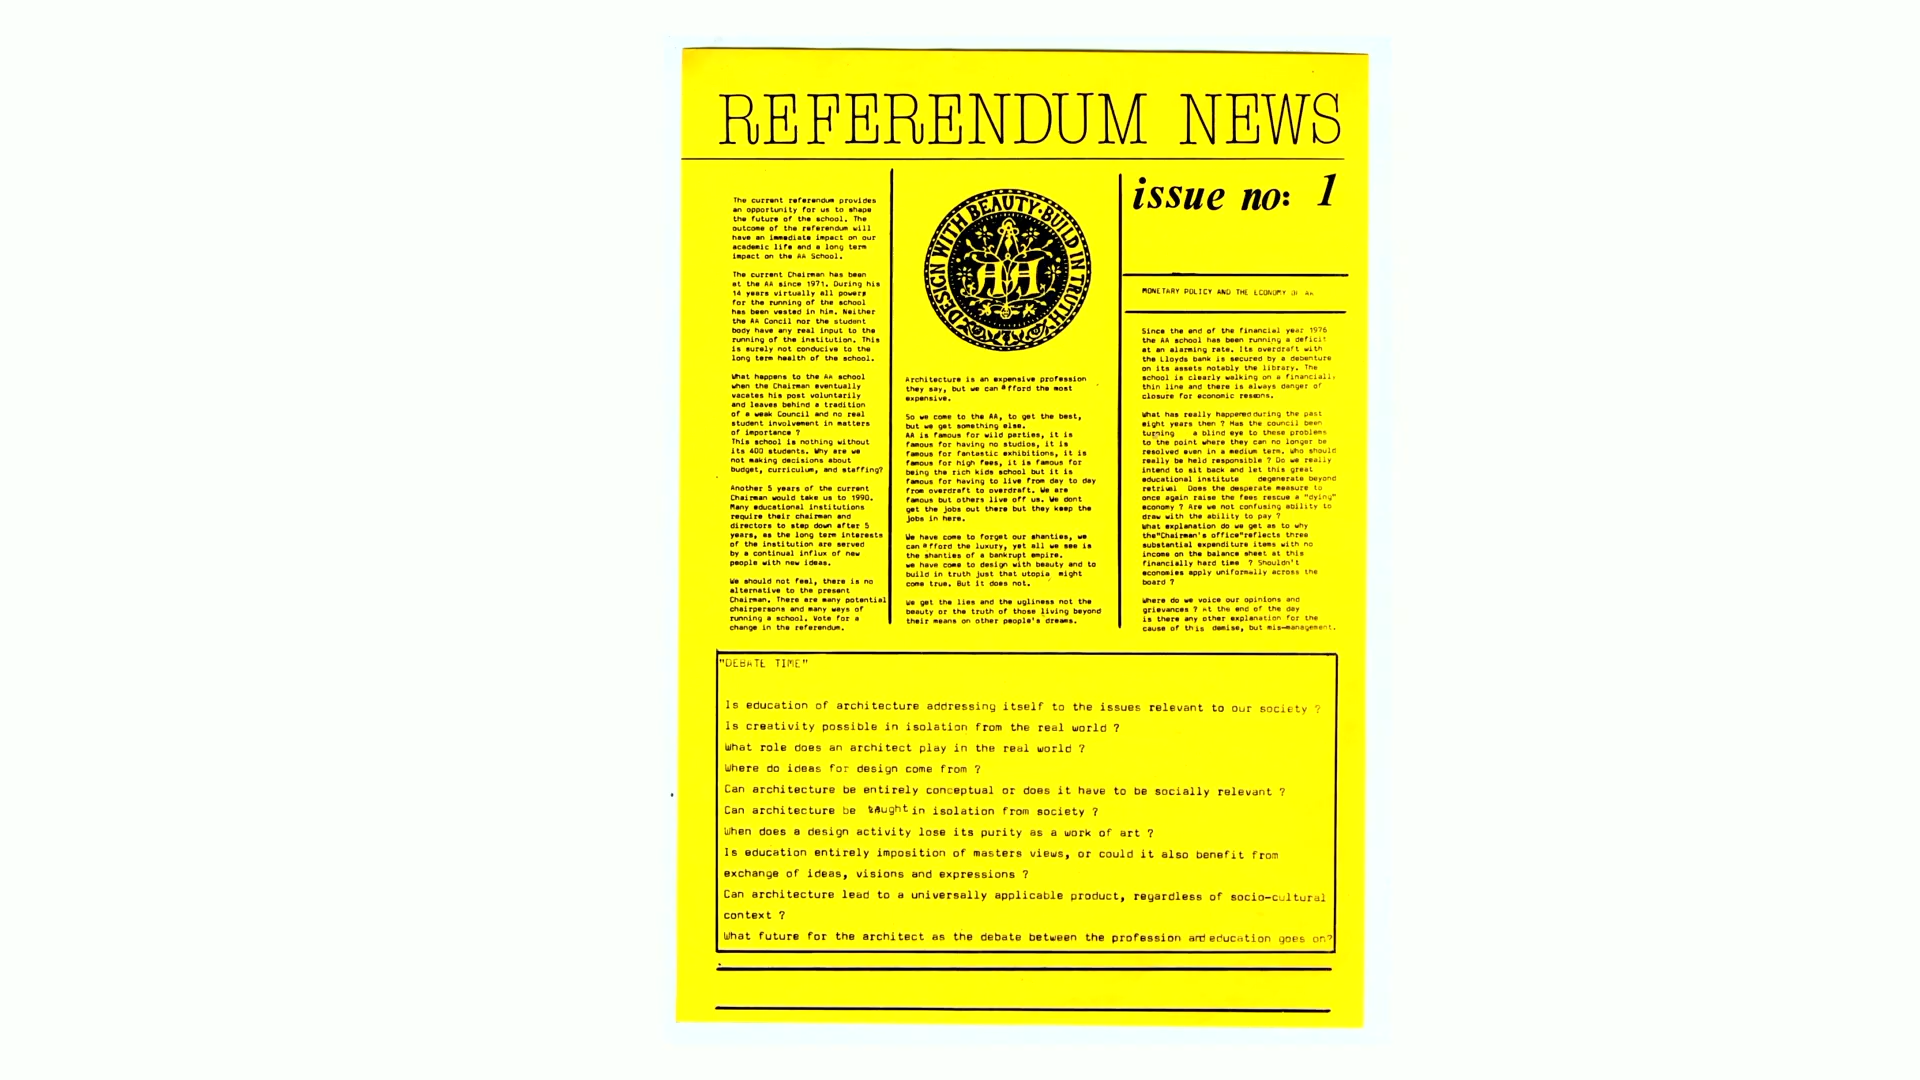 REFERENDUM NEWS
The current referendum provides
an opportunity for us to shape
the future of the school. The
outcome of the referendum will
have an immediate impact on our
academic life and a long term
impact on the AA School.
The current Chairman has been
at the AA since 1971. During his
14 years virtually all powers
for the running of the school
has been vested in him. Neither
the AA Concil nor the student
body have any real input to the
running of the institution. This
is surely not conducive to the
long term health of the school.
What happens to the AA school
when the Chairman eventually
vacates his post voluntarily
and leaves behind a tradition
of a weak Council and no real
student involvement in matters
of importance ?
This school is nothing without
its 400 students. Why are we
not making decisions about
budget, curriculum, and staffing?
Another 5 years of the current
Chairman would take us to 1990.
Many educational institutions
require their chairman and
directors to step down after 5
years, as the long term interests
of the institution are served
by a continual influx of new
people with new ideas.
We should not feel, there is no
alternative to the present
Chairman. There are many potential
chairpersons and many ways of
running a school. Vote for a
change in the referendum.
DESIGN WITH BEAUTY · BUILD IN TRUTH
AA
Architecture is an expensive profession
they say, but we can afford the most
expensive.
So we come to the AA, to get the best,
but we get something else.
AA is famous for wild parties, it is
famous for having no studios, it is
famous for fantastic exhibitions, it is
famous for high fees, it is famous for
being the rich kids school but it is
famous for having to live from day to day
from overdraft to overdraft. We are
famous but others live off us. We dont
get the jobs out there but they keep the
jobs in here.
We have come to forget our shanties, we
can afford the luxury, yet all we see is
the shanties of a bankrupt empire.
we have come to design with beauty and to
build in truth just that utopia might
come true. But it does not.
We get the lies and the ugliness not the
beauty or the truth of those living beyond
their means on other people's dreams.
issue no: 1
MONETARY POLICY AND THE ECONOMY OF AA
Since the end of the financial year 1976
the AA school has been running a deficit
at an alarming rate. Its overdraft with
the Lloyds bank is secured by a debenture
on its assets notably the library. The
school is clearly walking on a financially
thin line and there is always danger of
closure for economic reasons.
What has really happened during the past
eight years then ? Has the council been
turning a blind eye to these problems
to the point where they can no longer be
resolved even in a medium term. Who should
really be held responsible ? Do we really
intend to sit back and let this great
educational institute degenerate beyond
retrival Does the desperate measure to
once again raise the fees rescue a "dying"
economy ? Are we not confusing ability to
draw with the ability to pay ?
What explanation do we get as to why
the"Chairman's office"reflects three
substantial expenditure items with no
income on the balance sheet at this
financially hard time ? Shouldn't
economies apply uniformally across the
board ?
Where do we voice our opinions and
grievances ? At the end of the day
is there any other explanation for the
cause of this demise, but mis-management.
"DEBATE TIME"
Is education of architecture addressing itself to the issues relevant to our society ?
Is creativity possible in isolation from the real world ?
What role does an architect play in the real world ?
Where do ideas for design come from ?
Can architecture be entirely conceptual or does it have to be socially relevant ?
Can architecture be taught in isolation from society ?
When does a design activity lose its purity as a work of art ?
Is education entirely imposition of masters views, or could it also benefit from
exchange of ideas, visions and expressions ?
Can architecture lead to a universally applicable product, regardless of socio-cultural
context ?
What future for the architect as the debate between the profession and education goes on?